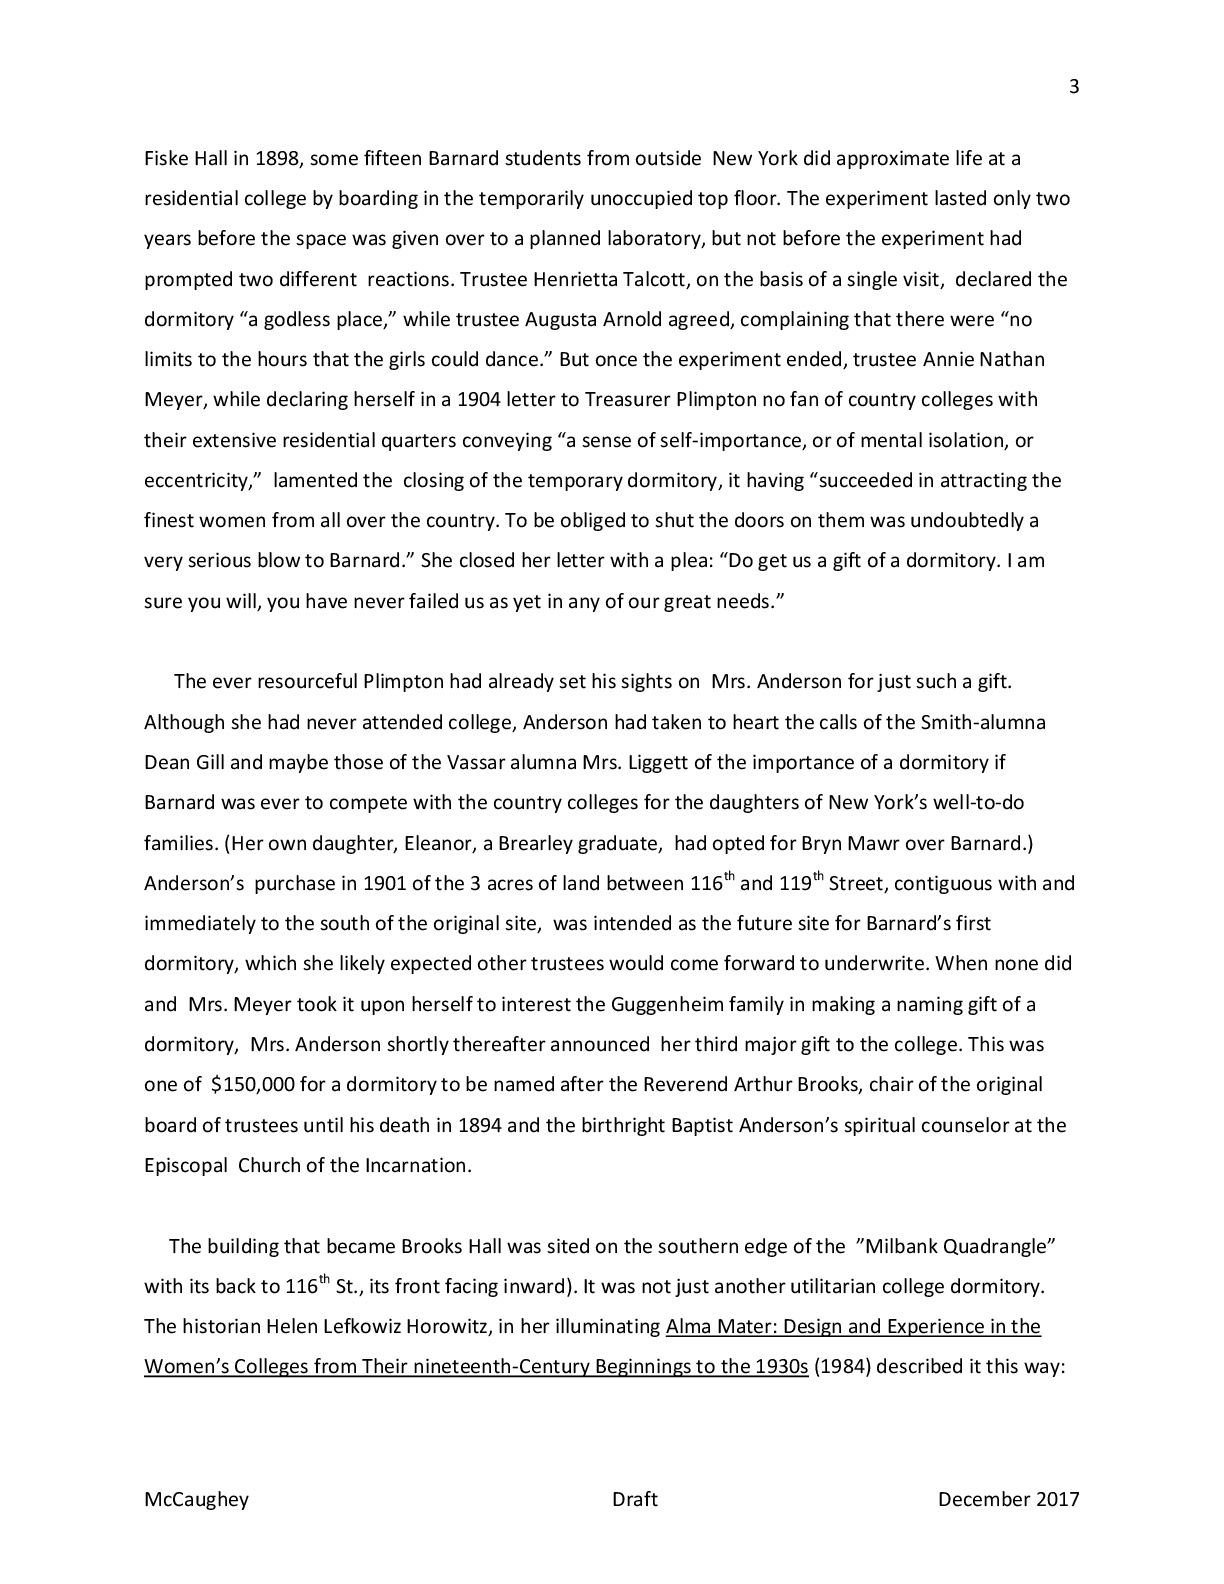 3
Fiske Hall in 1898, some fifteen Barnard students from outside  New York did approximate life at a
residential college by boarding in the temporarily unoccupied top floor. The experiment lasted only two
years before the space was given over to a planned laboratory, but not before the experiment had
prompted two different  reactions. Trustee Henrietta Talcott, on the basis of a single visit,  declared the
dormitory “a godless place,” while trustee Augusta Arnold agreed, complaining that there were “no
limits to the hours that the girls could dance.” But once the experiment ended, trustee Annie Nathan
Meyer, while declaring herself in a 1904 letter to Treasurer Plimpton no fan of country colleges with
their extensive residential quarters conveying “a sense of self-importance, or of mental isolation, or
eccentricity,”  lamented the  closing of the temporary dormitory, it having “succeeded in attracting the
finest women from all over the country. To be obliged to shut the doors on them was undoubtedly a
very serious blow to Barnard.” She closed her letter with a plea: “Do get us a gift of a dormitory. I am
sure you will, you have never failed us as yet in any of our great needs.”
The ever resourceful Plimpton had already set his sights on  Mrs. Anderson for just such a gift.
Although she had never attended college, Anderson had taken to heart the calls of the Smith-alumna
Dean Gill and maybe those of the Vassar alumna Mrs. Liggett of the importance of a dormitory if
Barnard was ever to compete with the country colleges for the daughters of New York’s well-to-do
families. (Her own daughter, Eleanor, a Brearley graduate,  had opted for Bryn Mawr over Barnard.)
Anderson’s  purchase in 1901 of the 3 acres of land between 116th and 119th Street, contiguous with and
immediately to the south of the original site,  was intended as the future site for Barnard’s first
dormitory, which she likely expected other trustees would come forward to underwrite. When none did
and  Mrs. Meyer took it upon herself to interest the Guggenheim family in making a naming gift of a
dormitory,  Mrs. Anderson shortly thereafter announced  her third major gift to the college. This was
one of  $150,000 for a dormitory to be named after the Reverend Arthur Brooks, chair of the original
board of trustees until his death in 1894 and the birthright Baptist Anderson’s spiritual counselor at the
Episcopal  Church of the Incarnation.
The building that became Brooks Hall was sited on the southern edge of the  ”Milbank Quadrangle”
with its back to 116th St., its front facing inward). It was not just another utilitarian college dormitory.
The historian Helen Lefkowiz Horowitz, in her illuminating Alma Mater: Design and Experience in the
Women’s Colleges from Their nineteenth-Century Beginnings to the 1930s (1984) described it this way:
McCaughey Draft December 2017